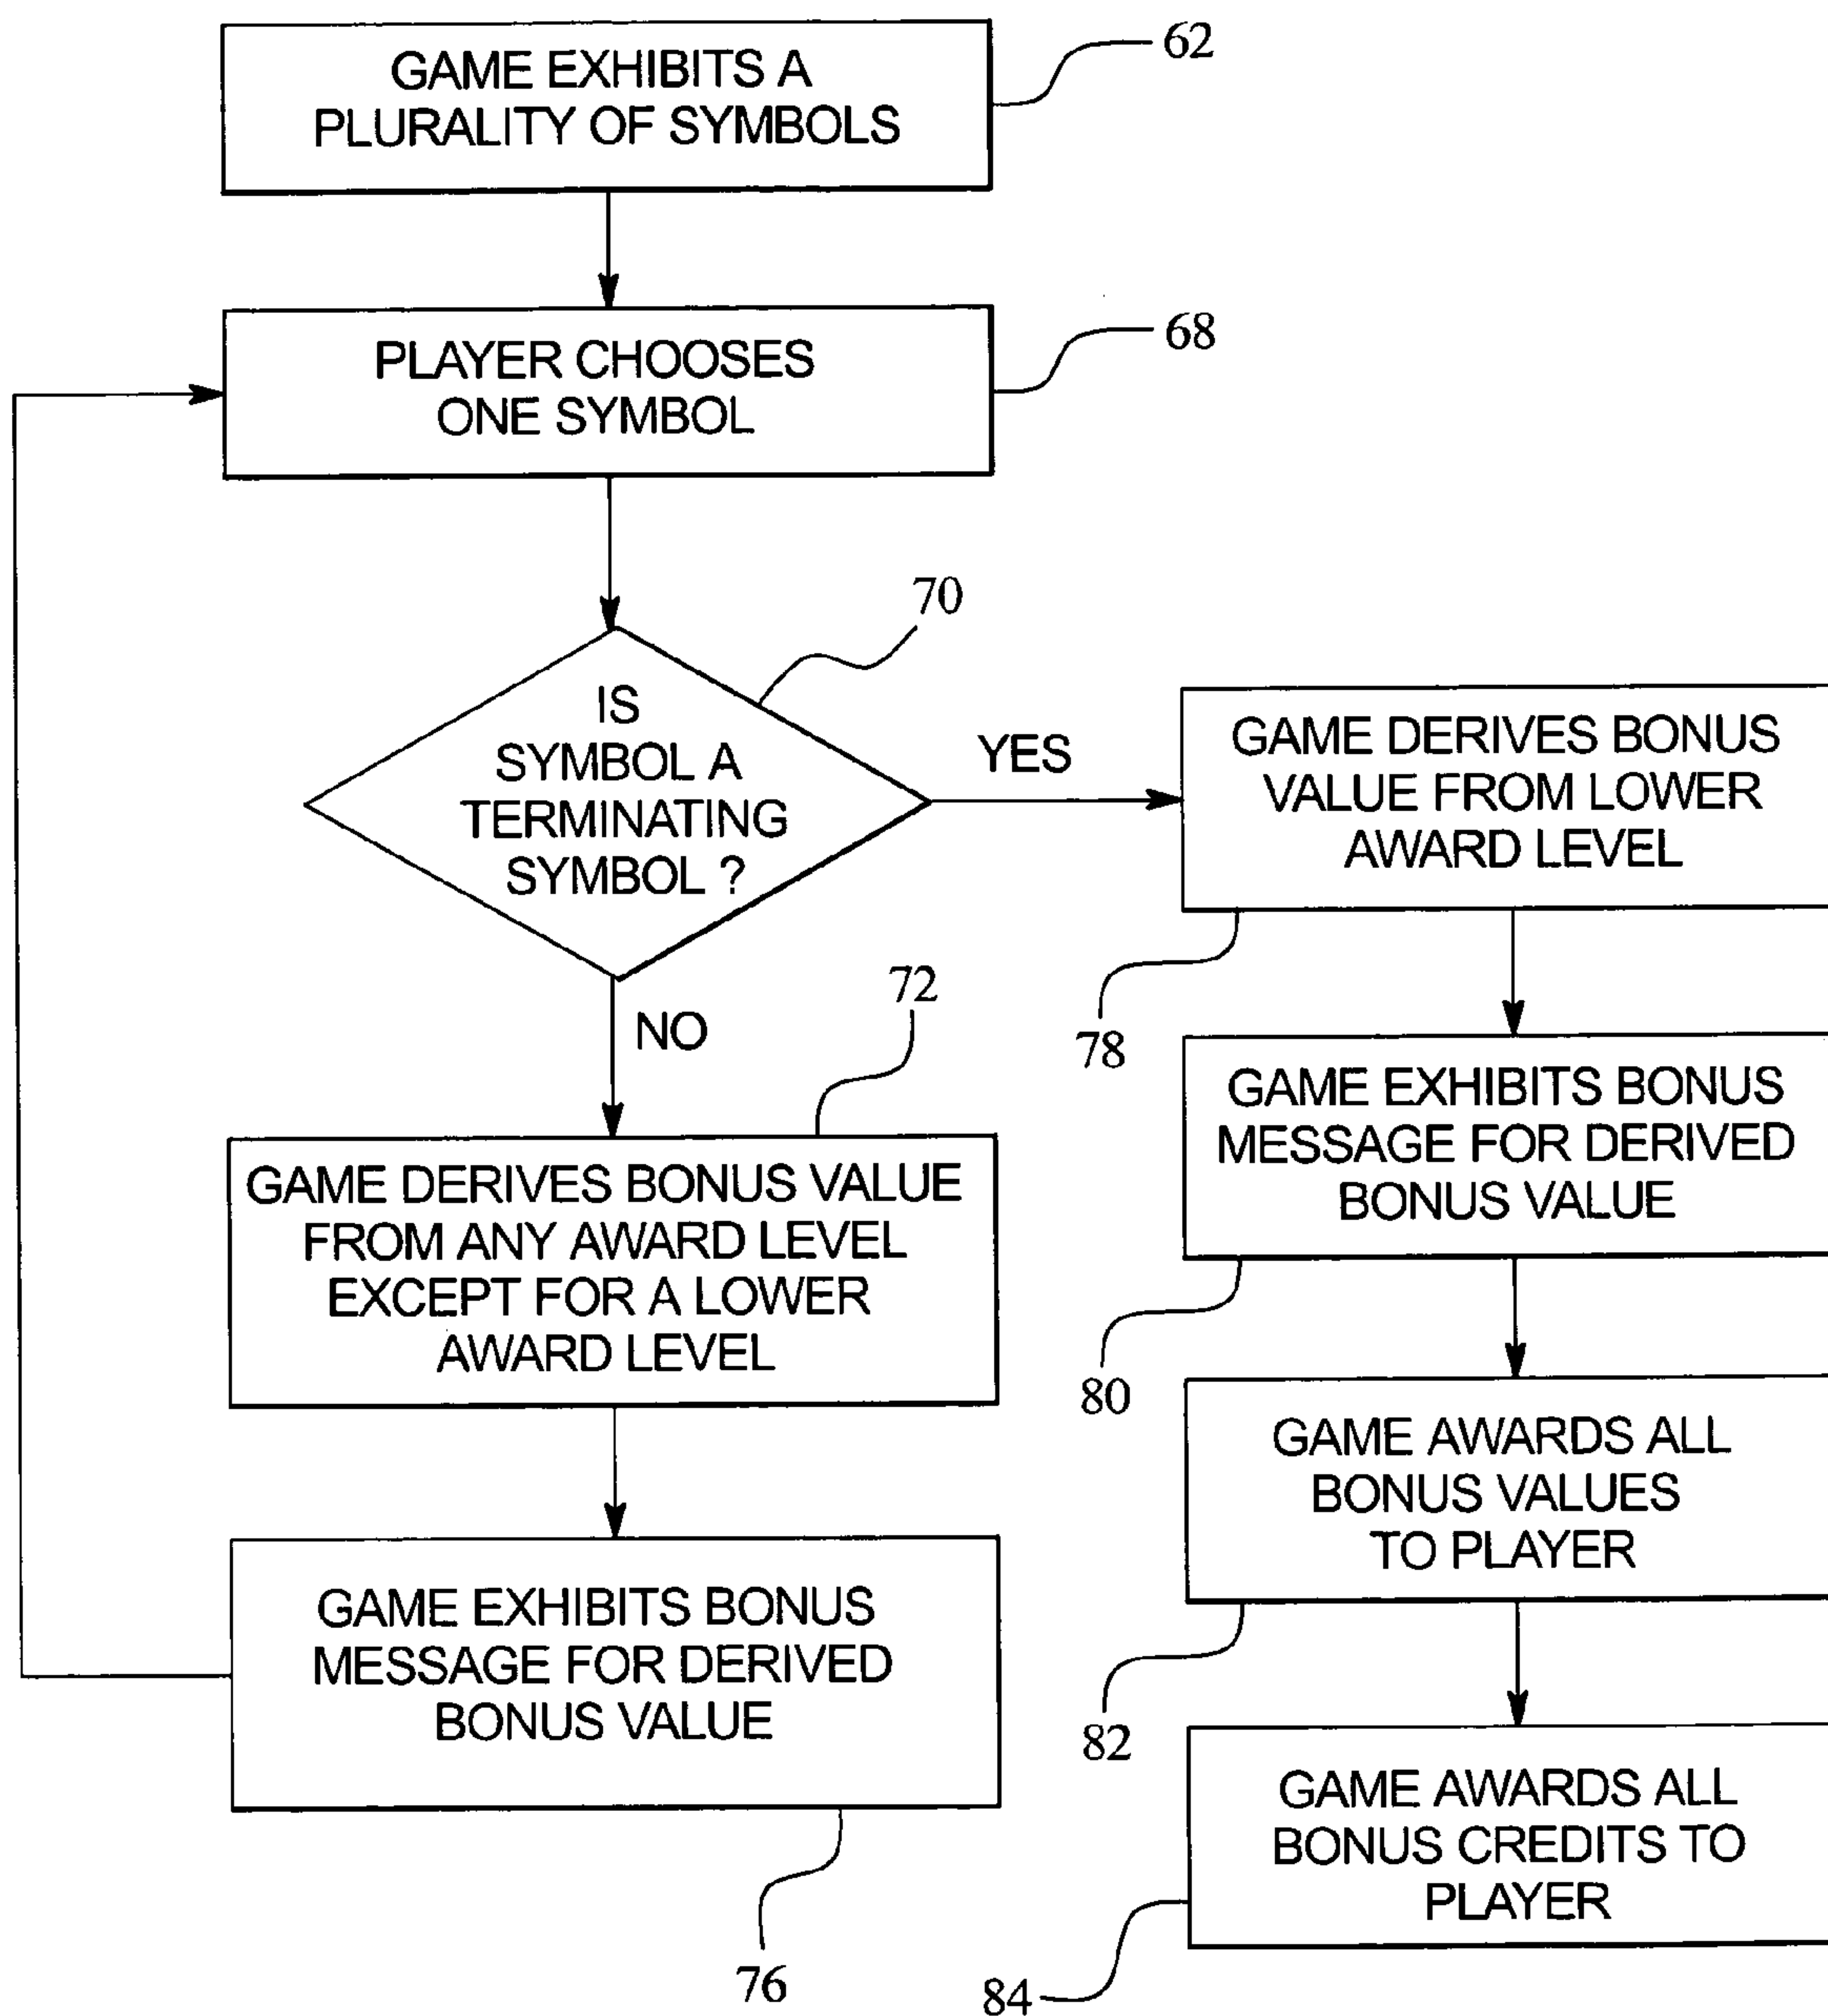 GAME EXHIBITS A
PLURALITY OF SYMBOLS
62
PLAYER CHOOSES
ONE SYMBOL
68
IS
SYMBOL A
TERMINATING
SYMBOL ?
70
YES
NO
72
GAME DERIVES BONUS VALUE
FROM ANY AWARD LEVEL
EXCEPT FOR A LOWER
AWARD LEVEL
GAME EXHIBITS BONUS
MESSAGE FOR DERIVED
BONUS VALUE
76
GAME DERIVES BONUS
VALUE FROM LOWER
AWARD LEVEL
78
GAME EXHIBITS BONUS
MESSAGE FOR DERIVED
BONUS VALUE
80
GAME AWARDS ALL
BONUS VALUES
TO PLAYER
82
GAME AWARDS ALL
BONUS CREDITS TO
PLAYER
84